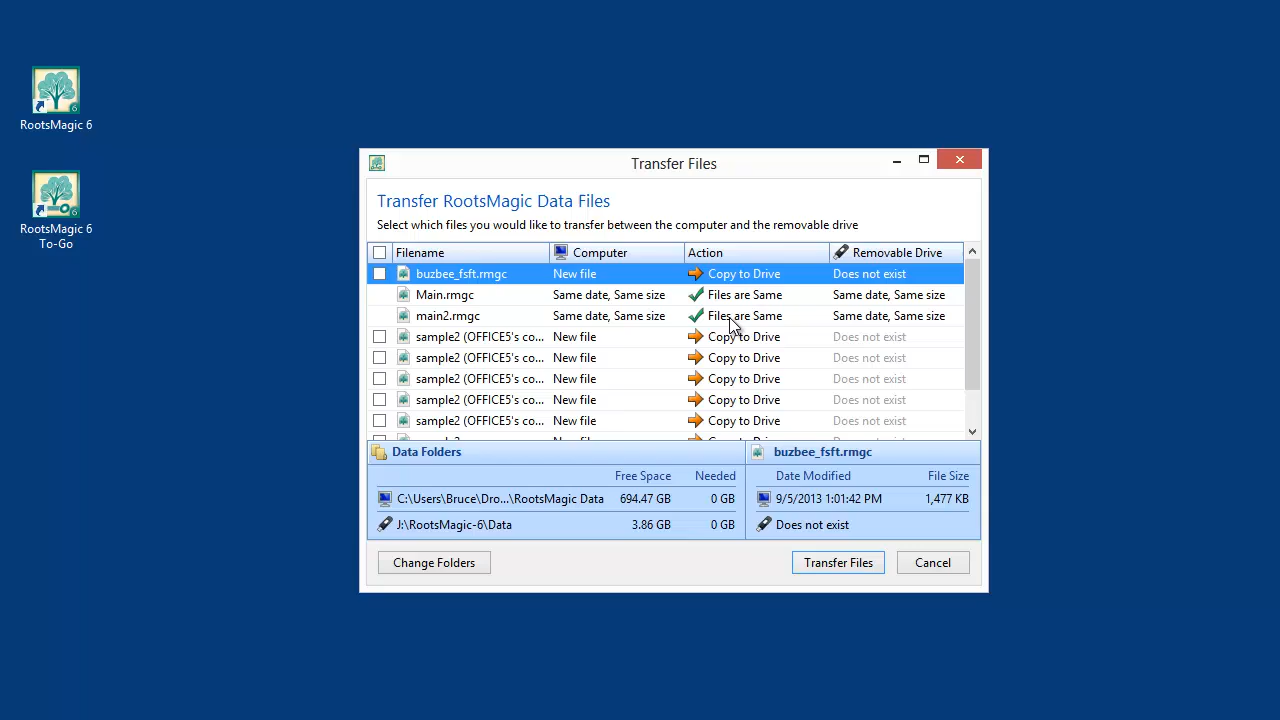 RootsMagic 6
RootsMagic 6
To-Go
Transfer Files
Transfer RootsMagic Data Files
Select which files you would like to transfer between the computer and the removable drive
Filename Computer Action Removable Drive
buzbee_fsft.rmgc New file Copy to Drive Does not exist
Main.rmgc Same date, Same size Files are Same Same date, Same size
main2.rmgc Same date, Same size Files are Same Same date, Same size
sample2 (OFFICE5's co... New file Copy to Drive Does not exist
sample2 (OFFICE5's co... New file Copy to Drive Does not exist
sample2 (OFFICE5's co... New file Copy to Drive Does not exist
sample2 (OFFICE5's co... New file Copy to Drive Does not exist
sample2 (OFFICE5's co... New file Copy to Drive Does not exist
Data Folders
Free Space Needed
C:\Users\Bruce\Dro...\RootsMagic Data 694.47 GB 0 GB
J:\RootsMagic-6\Data 3.86 GB 0 GB
buzbee_fsft.rmgc
Date Modified File Size
9/5/2013 1:01:42 PM 1,477 KB
Does not exist
Change Folders Transfer Files Cancel